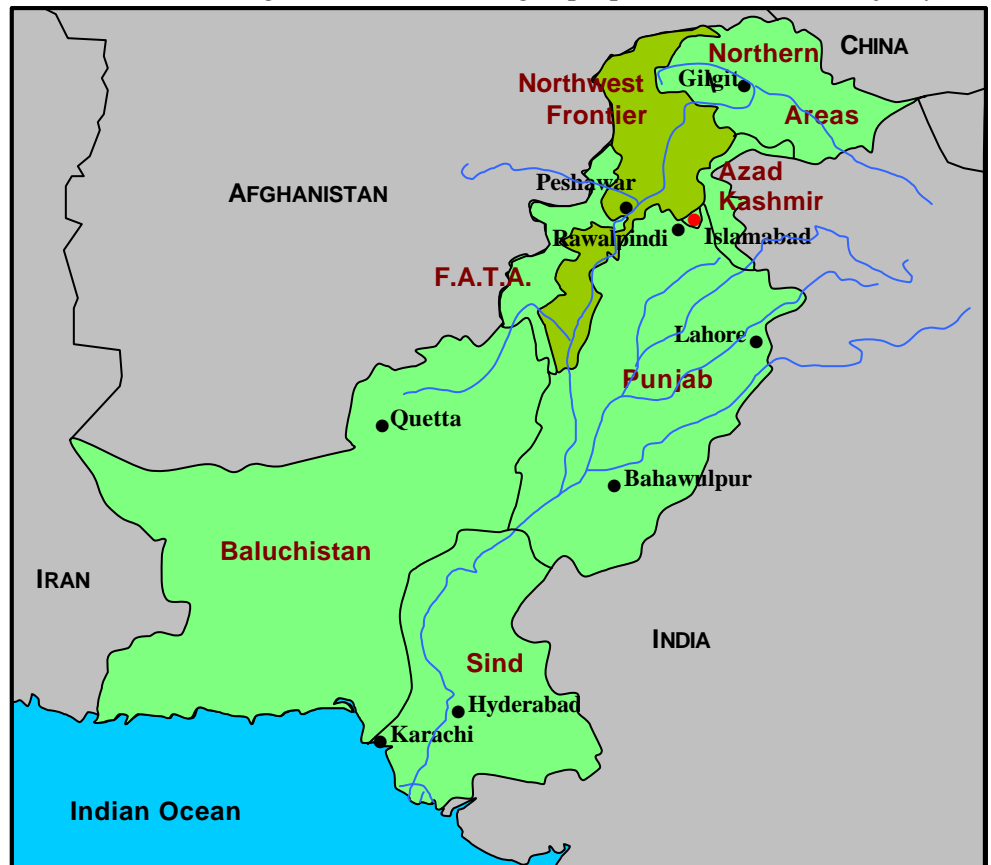 CHINA
Northern
Gilgit
Areas
Northwest
Frontier
AFGHANISTAN
Peshawar
Azad
Kashmir
Rawalpindi
Islamabad
F.A.T.A.
Lahore
Punjab
Quetta
Bahawulpur
Baluchistan
IRAN
INDIA
Sind
Hyderabad
Karachi
Indian Ocean